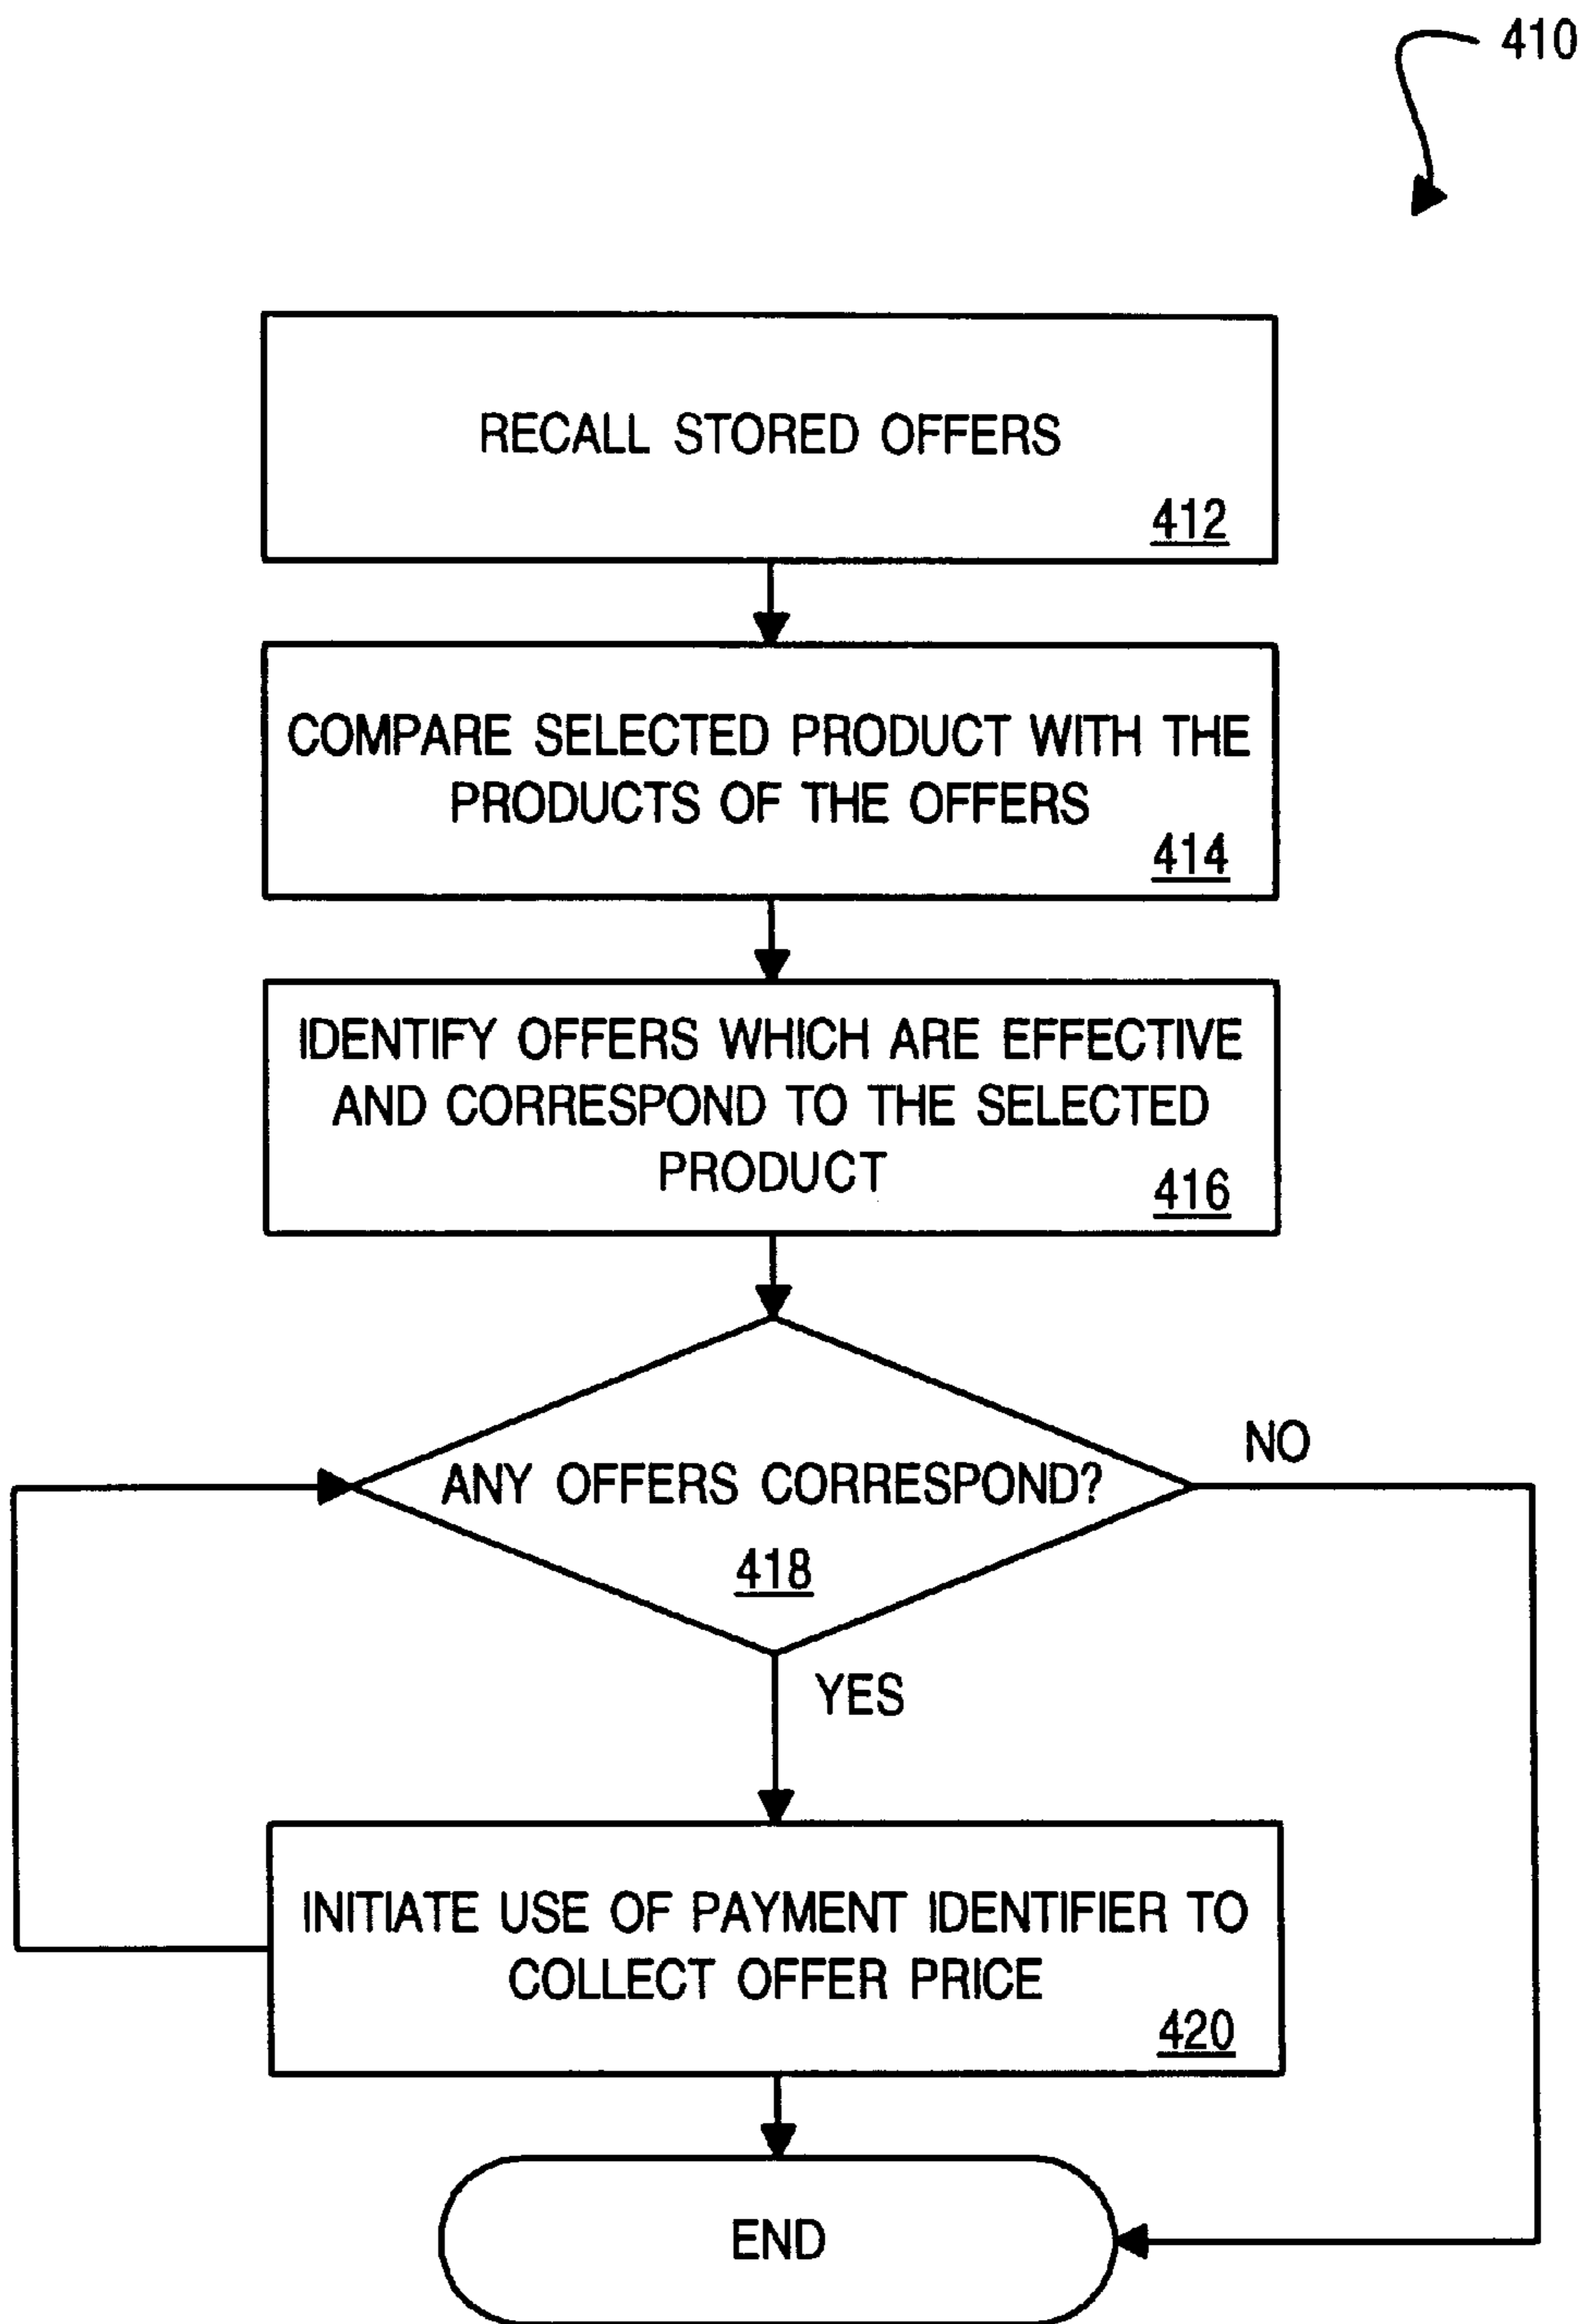 410
RECALL STORED OFFERS
412
COMPARE SELECTED PRODUCT WITH THE
PRODUCTS OF THE OFFERS
414
IDENTIFY OFFERS WHICH ARE EFFECTIVE
AND CORRESPOND TO THE SELECTED
PRODUCT
416
ANY OFFERS CORRESPOND?
418
NO
YES
INITIATE USE OF PAYMENT IDENTIFIER TO
COLLECT OFFER PRICE
420
END